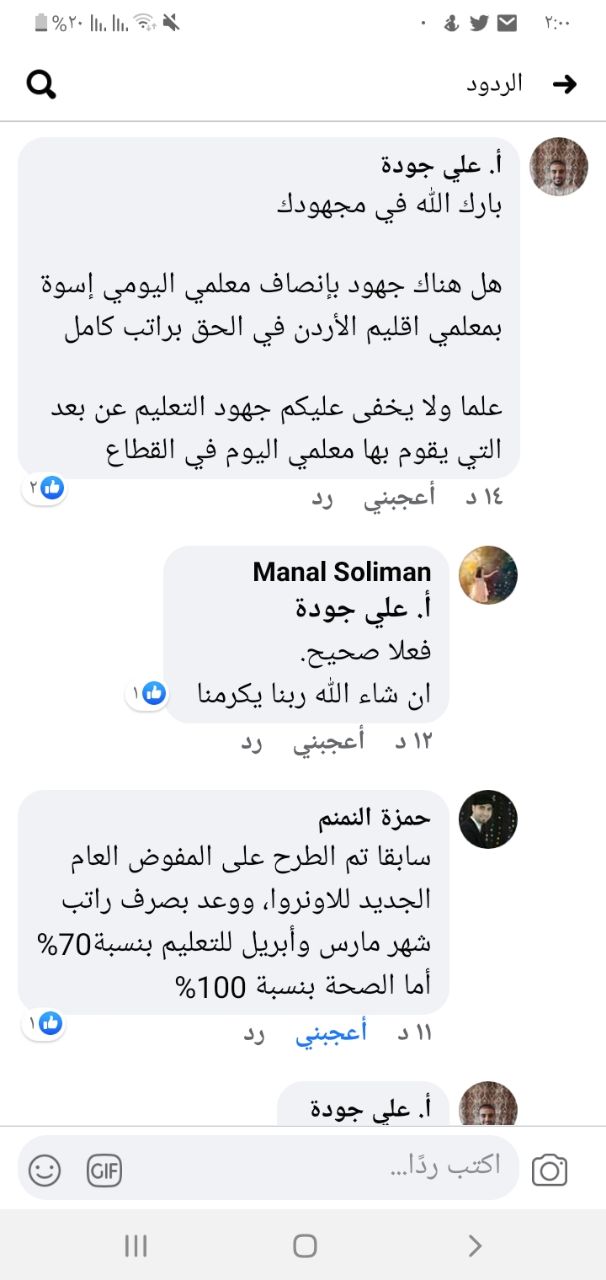 ٢:٠٠
%٢٠
الردود
أ. علي جودة
بارك الله في مجهودك
هل هناك جهود بإنصاف معلمي اليومي إسوة
بمعلمي اقليم الأردن في الحق براتب كامل
علما ولا يخفى عليكم جهود التعليم عن بعد
التي يقوم بها معلمي اليوم في القطاع
٢
١٤ د أعجبني رد
Manal Soliman
أ. علي جودة
فعلا صحيح.
ان شاء الله ربنا يكرمنا
١
١٢ د أعجبني رد
حمزة النمنم
سابقا تم الطرح على المفوض العام
الجديد للاونروا، ووعد بصرف راتب
شهر مارس وأبريل للتعليم بنسبة70%
أما الصحة بنسبة 100%
١
١١ د أعجبني رد
أ. علي جودة
اكتب ردًا...
GIF